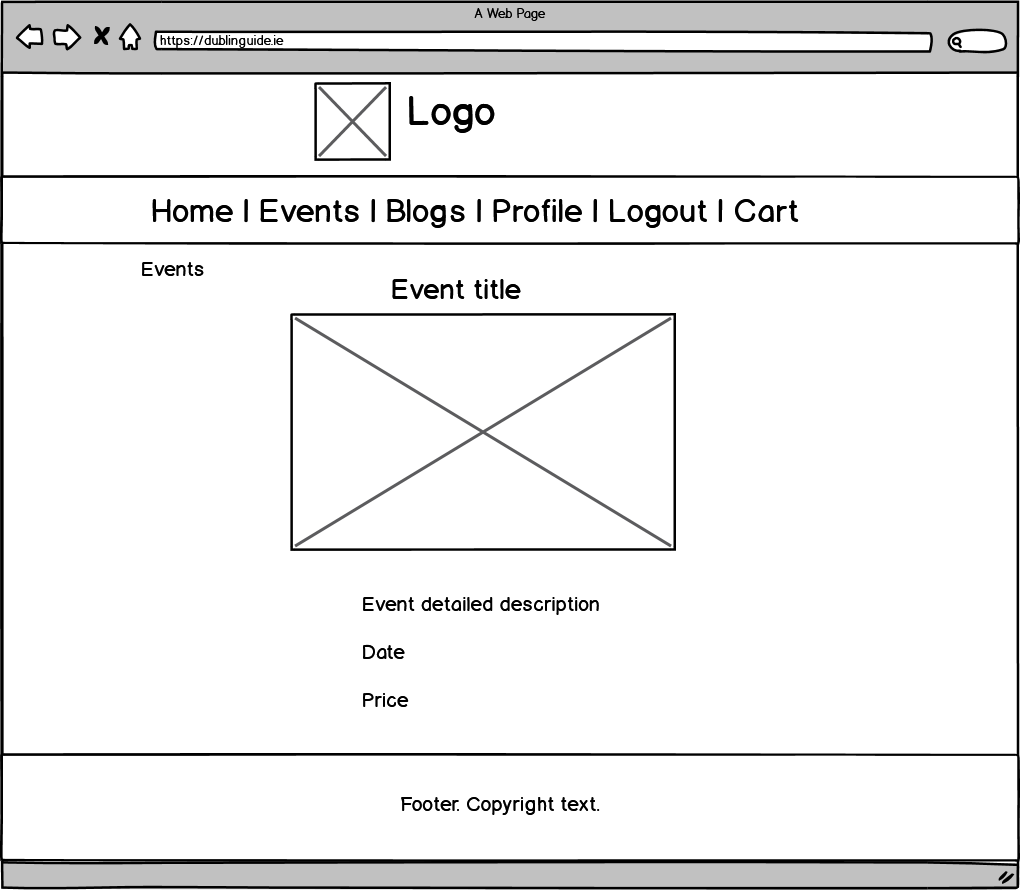 A Web Page
https://dublinguide.ie
Logo
Home | Events | Blogs | Profile | Logout | Cart
Events
Event title
Event detailed description
Date
Price
Footer. Copyright text.